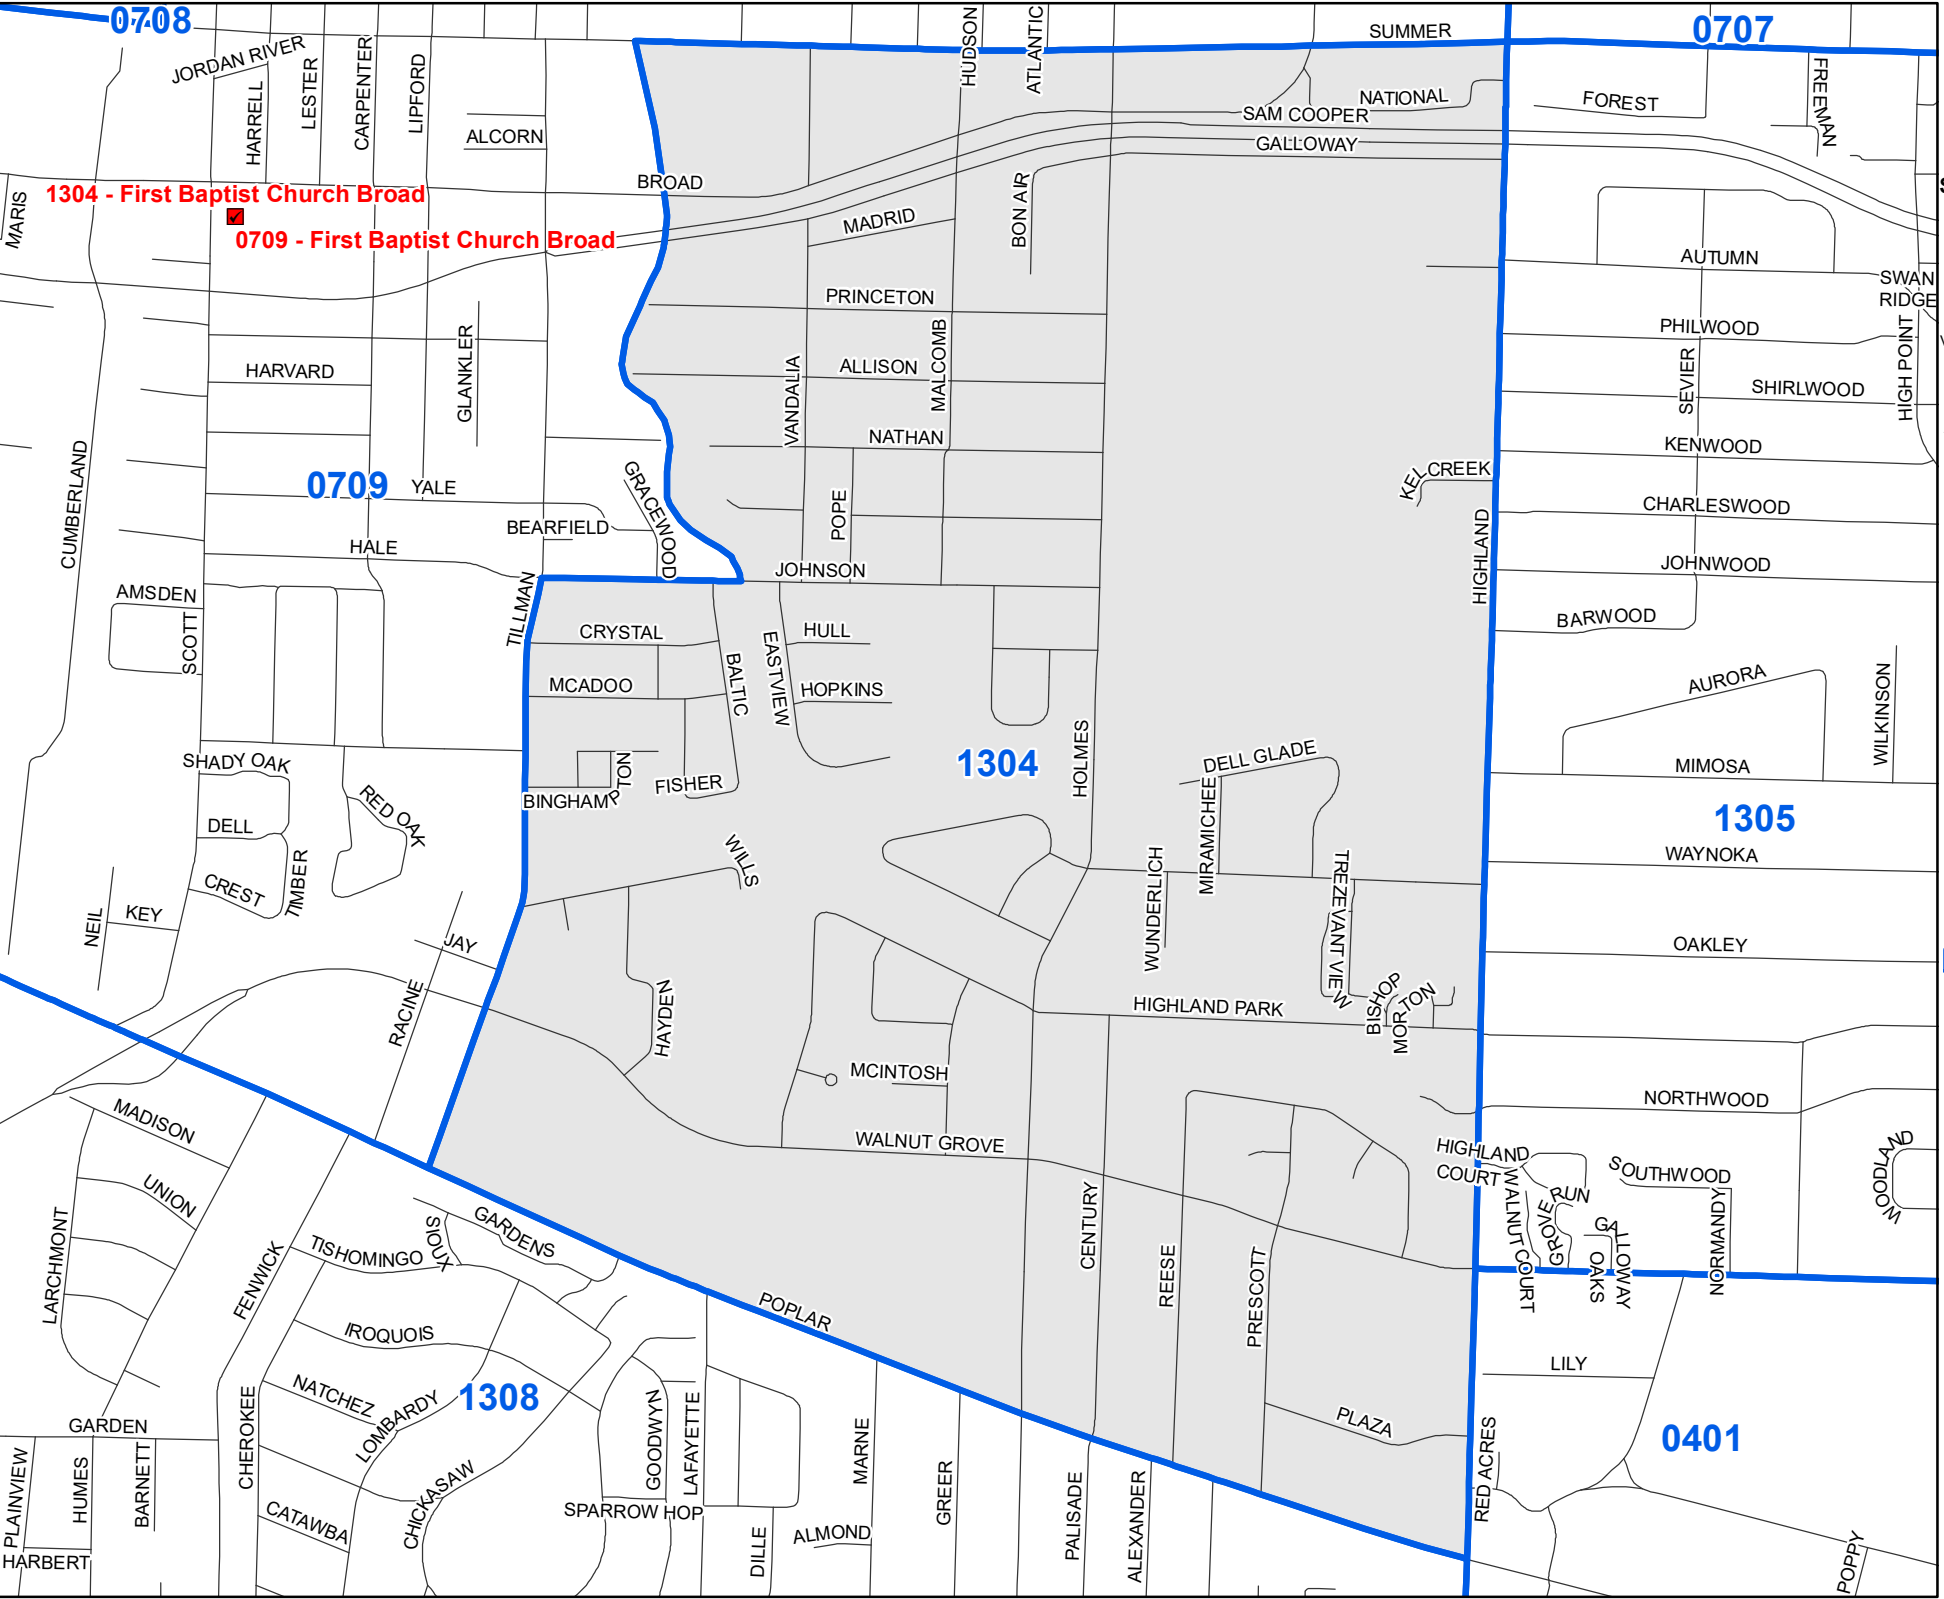 0708
HUDSON
ATLANTIC
SUMMER
0707
JORDAN RIVER
HARRELL
LESTER
CARPENTER
LIPFORD
ALCORN
NATIONAL
SAM COOPER
GALLOWAY
FOREST
FREEMAN
BROAD
1304 - First Baptist Church Broad
0709 - First Baptist Church Broad
MARIS
MADRID
BON AIR
AUTUMN
SWAN
RIDGE
PRINCETON
PHILWOOD
HIGH POINT
GLANKLER
HARVARD
ALLISON
MALCOMB
VANDALIA
SEVIER
SHIRLWOOD
NATHAN
KENWOOD
CUMBERLAND
0709
YALE
GRACEWOOD
KEL CREEK
POPE
BEARFIELD
CHARLESWOOD
HIGHLAND
HALE
JOHNSON
JOHNWOOD
AMSDEN
TILLMAN
SCOTT
CRYSTAL
HULL
BARWOOD
BALTIC
EASTVIEW
MCADOO
HOPKINS
AURORA
WILKINSON
SHADY OAK
1304
HOLMES
DELL GLADE
MIMOSA
BINGHAMPTON
FISHER
RED OAK
DELL
MIRAMICHEE
1305
WILLS
WAYNOKA
TIMBER
CREST
WUNDERLICH
TREZEVANT VIEW
NEIL
KEY
JAY
OAKLEY
RACINE
HAYDEN
HIGHLAND PARK
BISHOP
MORTON
MCINTOSH
NORTHWOOD
MADISON
WALNUT GROVE
HIGHLAND
COURT
SOUTHWOOD
WOODLAND
UNION
LARCHMONT
GARDENS
SIOUX
TISHOMINGO
FENWICK
CENTURY
REESE
PRESCOTT
WALNUT COURT
GROVE
RUN
GALLOWAY
OAKS
NORMANDY
POPLAR
IROQUOIS
LILY
NATCHEZ
LOMBARDY
1308
CHEROKEE
GOODWYN
LAFAYETTE
GARDEN
PLAZA
0401
PLAINVIEW
HUMES
BARNETT
MARNE
GREER
PALISADE
ALEXANDER
RED ACRES
CHICKASAW
CATAWBA
SPARROW HOP
DILLE
ALMOND
HARBERT
POPPY